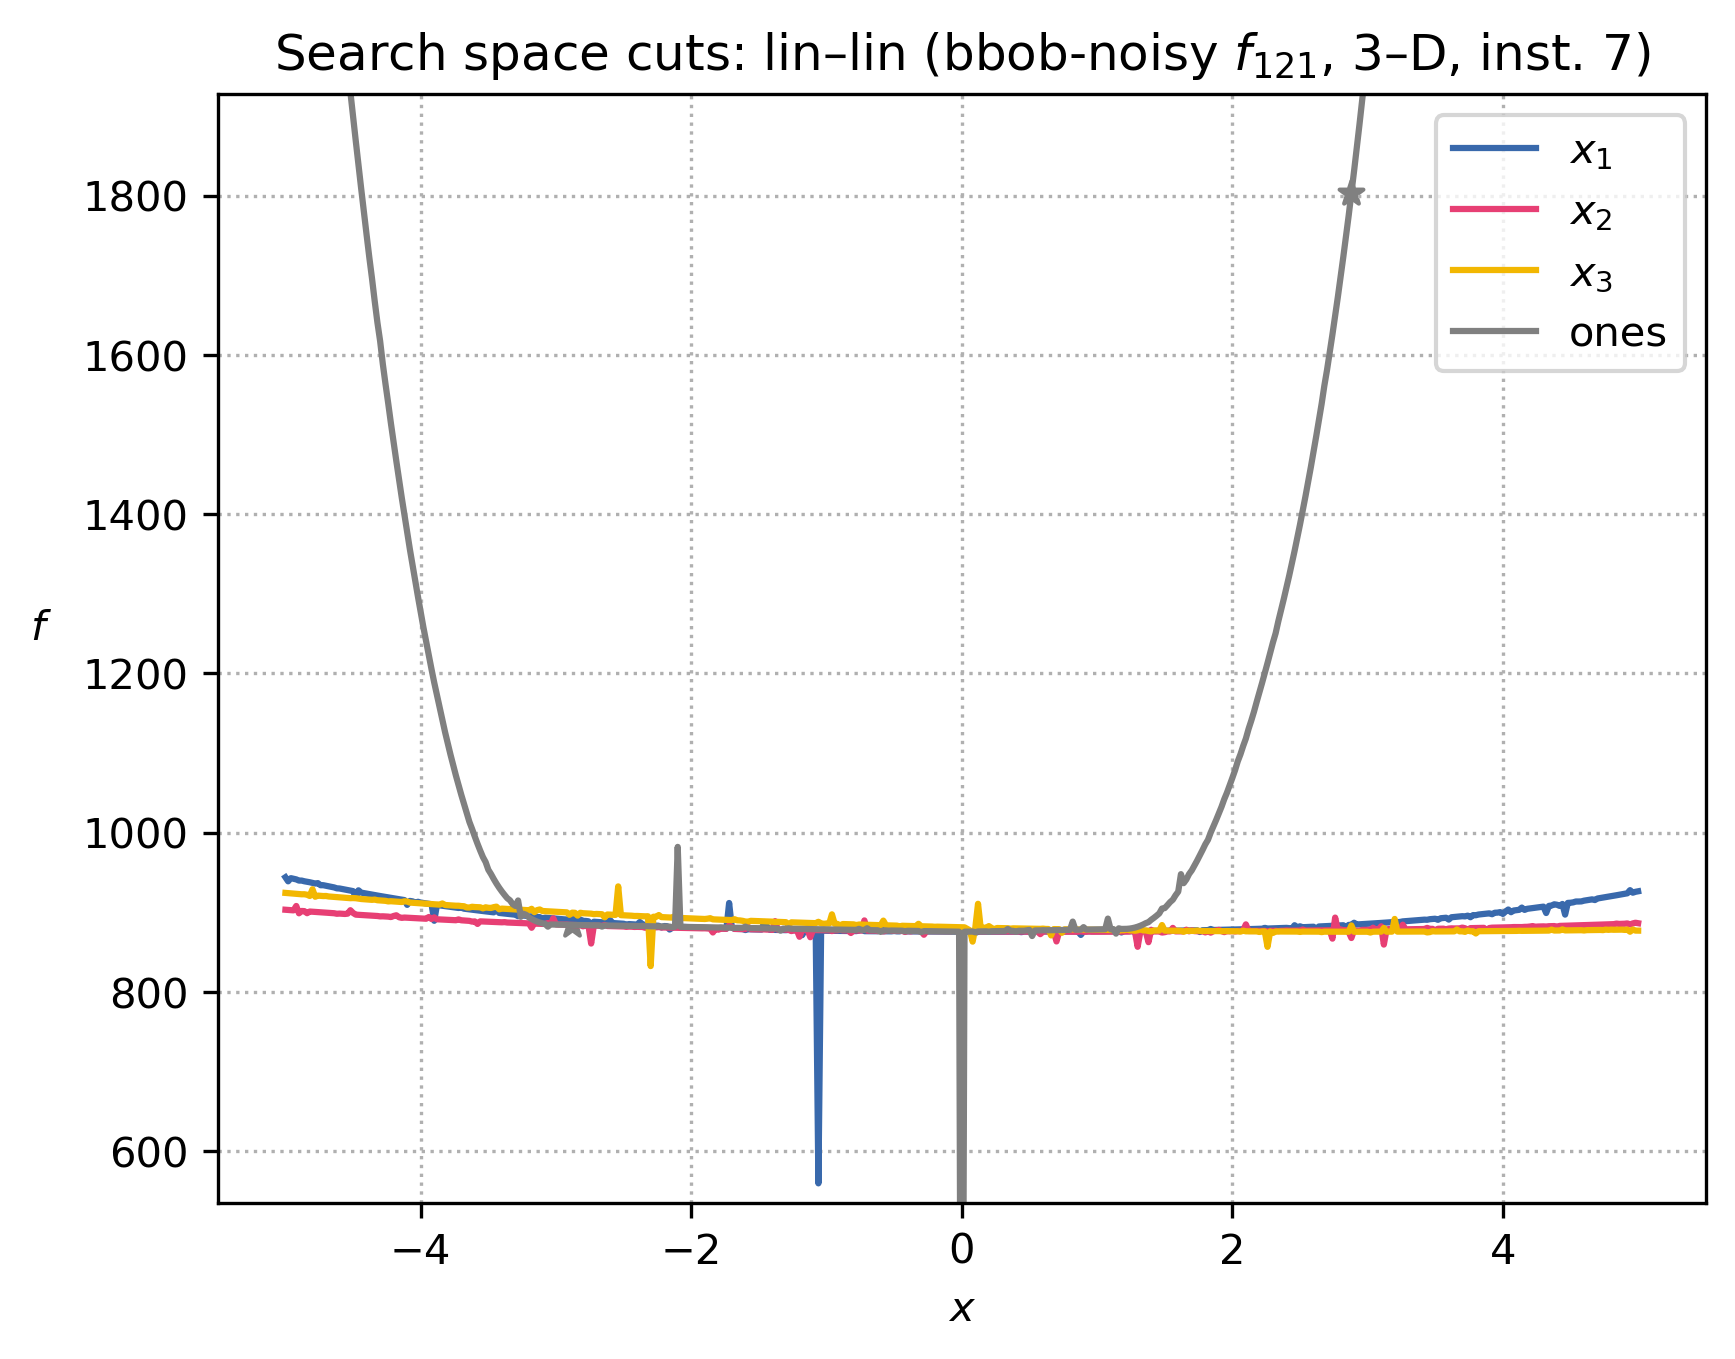 Search space cuts: lin–lin (bbob-noisy f₁₂₁, 3–D, inst. 7)
x₁
x₂
x₃
ones
1800
1600
1400
1200
1000
800
600
f
−4 −2 0 2 4
x